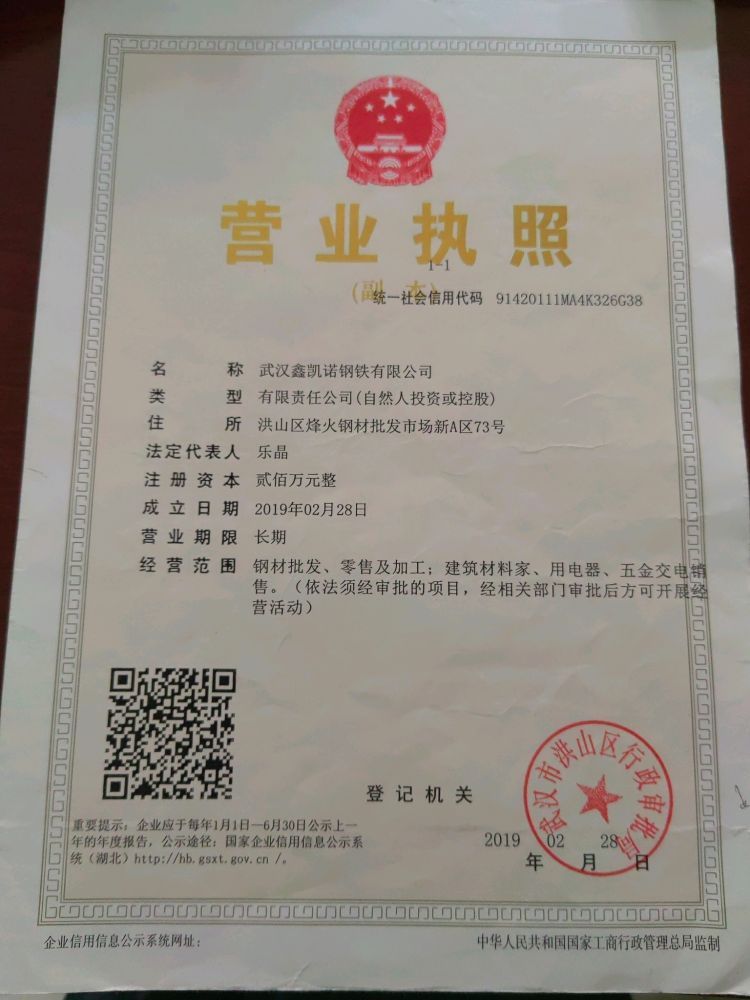 营业执照
1-1
(副 本)
统一社会信用代码 91420111MA4K326G38
名 称 武汉鑫凯诺钢铁有限公司
类 型 有限责任公司(自然人投资或控股)
住 所 洪山区烽火钢材批发市场新A区73号
法定代表人 乐晶
注册资本 贰佰万元整
成立日期 2019年02月28日
营业期限 长期
经营范围 钢材批发、零售及加工；建筑材料家、用电器、五金交电销
售。（依法须经审批的项目，经相关部门审批后方可开展经
营活动）
登记机关
武汉市洪山区行政审批局
重要提示：企业应于每年1月1日—6月30日公示上一
年的年度报告，公示途径：国家企业信用信息公示系
统（湖北）http://hb.gsxt.gov.cn /。
2019 02 28
年 月 日
企业信用信息公示系统网址：
中华人民共和国国家工商行政管理总局监制